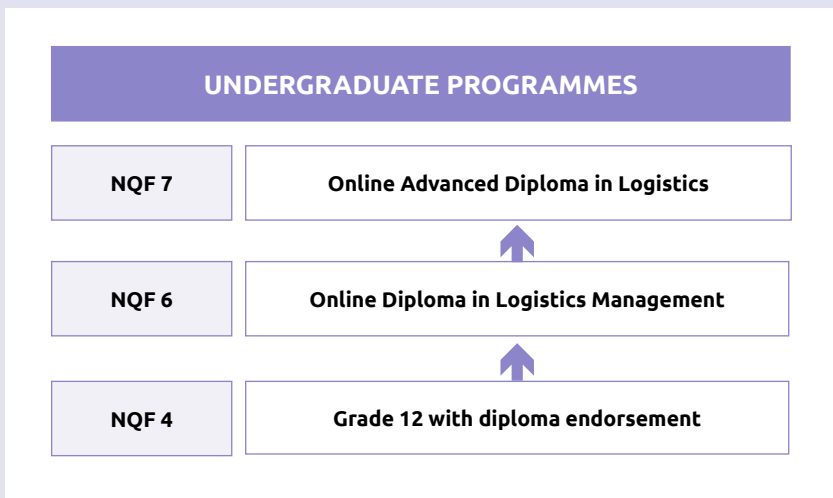 UNDERGRADUATE PROGRAMMES
NQF 7
Online Advanced Diploma in Logistics
NQF 6
Online Diploma in Logistics Management
NQF 4
Grade 12 with diploma endorsement